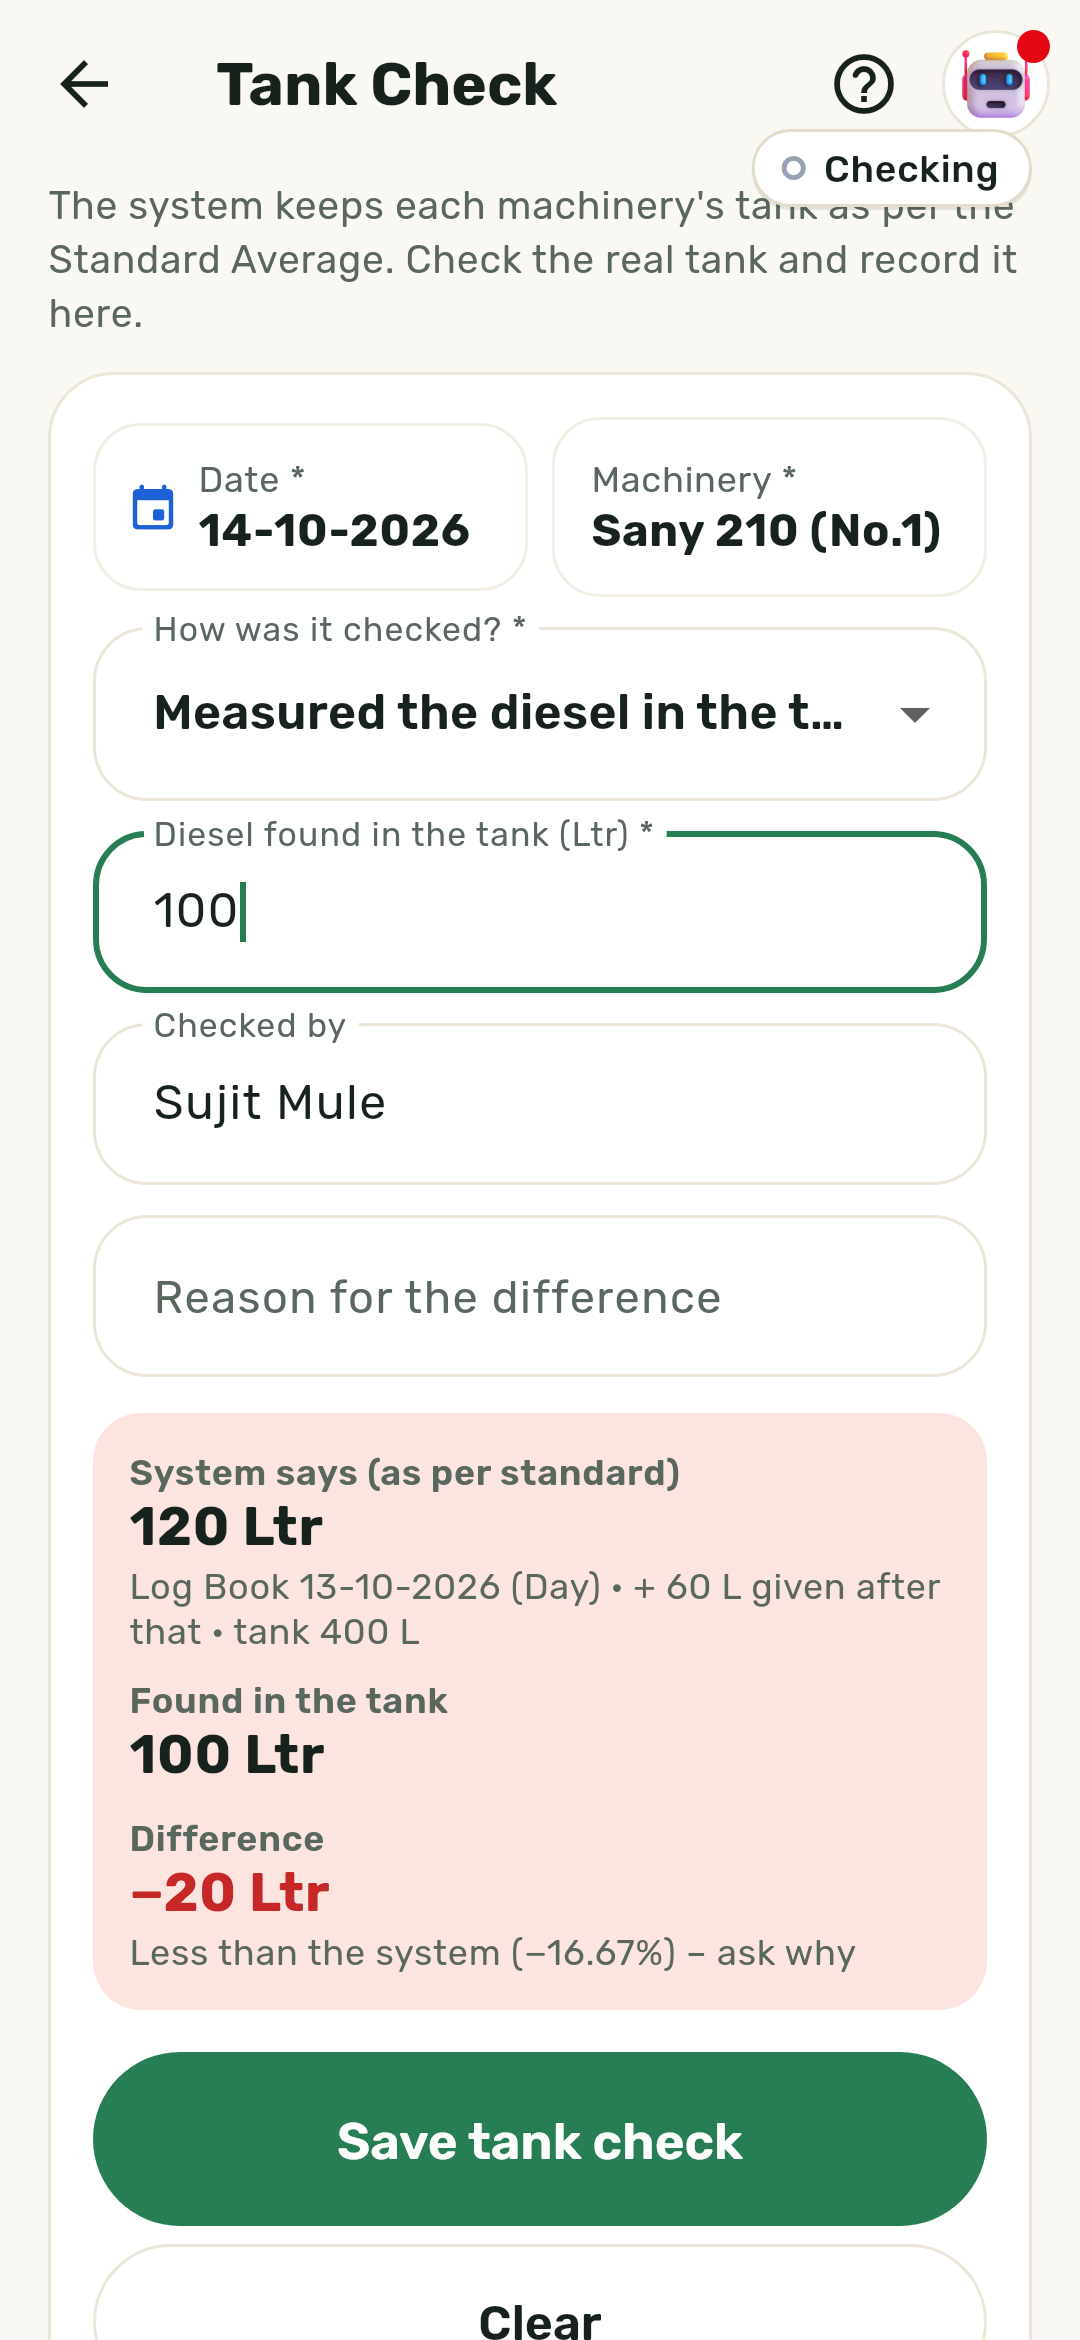 Tank Check
Checking
The system keeps each machinery's tank as per the
Standard Average. Check the real tank and record it
here.
Date *
14-10-2026
Machinery *
Sany 210 (No.1)
How was it checked? *
Measured the diesel in the t...
Diesel found in the tank (Ltr) *
100
Checked by
Sujit Mule
Reason for the difference
System says (as per standard)
120 Ltr
Log Book 13-10-2026 (Day) • + 60 L given after
that • tank 400 L
Found in the tank
100 Ltr
Difference
−20 Ltr
Less than the system (−16.67%) – ask why
Save tank check
Clear